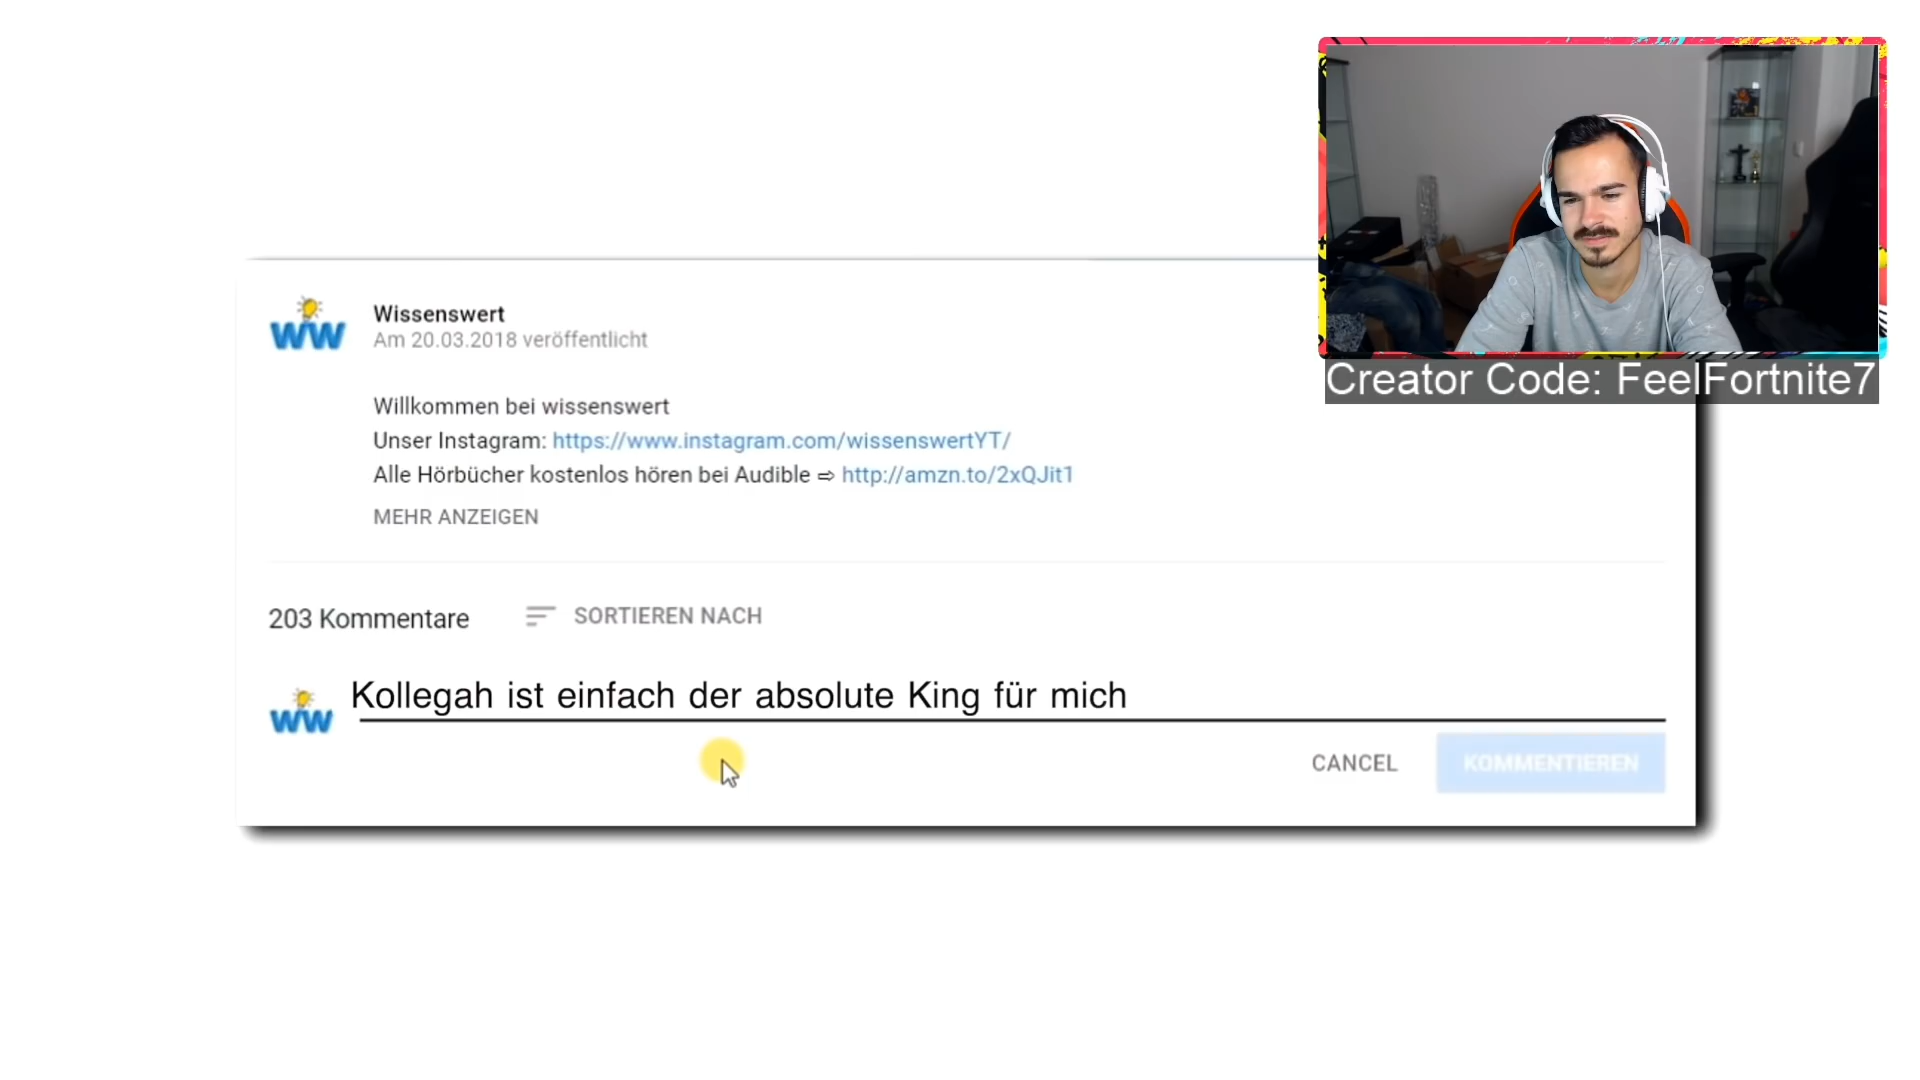 Creator Code: FeelFortnite7
WW
Wissenswert
Am 20.03.2018 veröffentlicht
Willkommen bei wissenswert
Unser Instagram: https://www.instagram.com/wissenswertYT/
Alle Hörbücher kostenlos hören bei Audible ⇨ http://amzn.to/2xQJit1
MEHR ANZEIGEN
203 Kommentare SORTIEREN NACH
WW Kollegah ist einfach der absolute King für mich
CANCEL KOMMENTIEREN